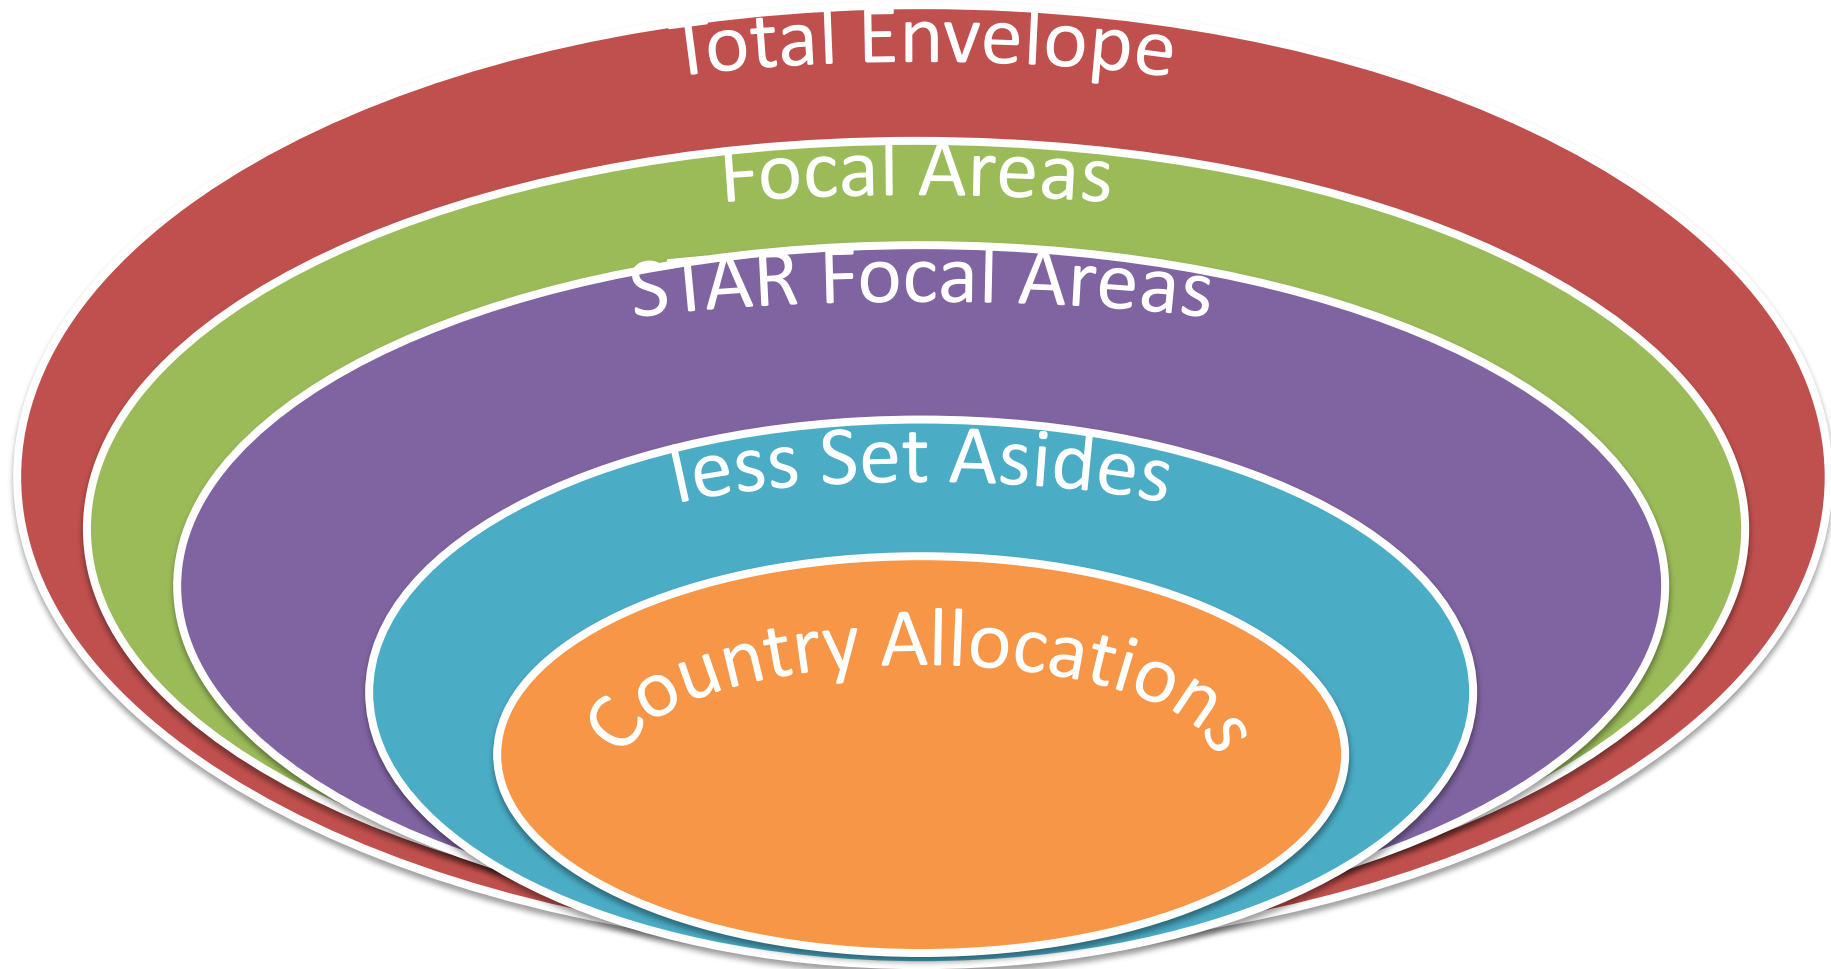 Total Envelope
Focal Areas
STAR Focal Areas
less Set Asides
Country Allocations